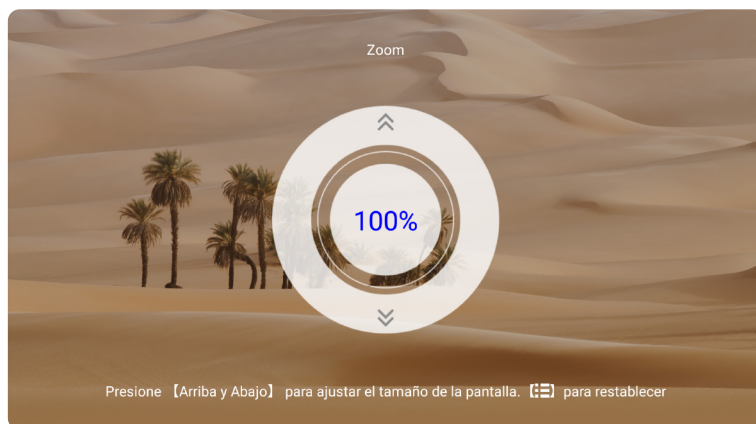 Zoom
100%
Presione 【Arriba y Abajo】 para ajustar el tamaño de la pantalla. 【】 para restablecer